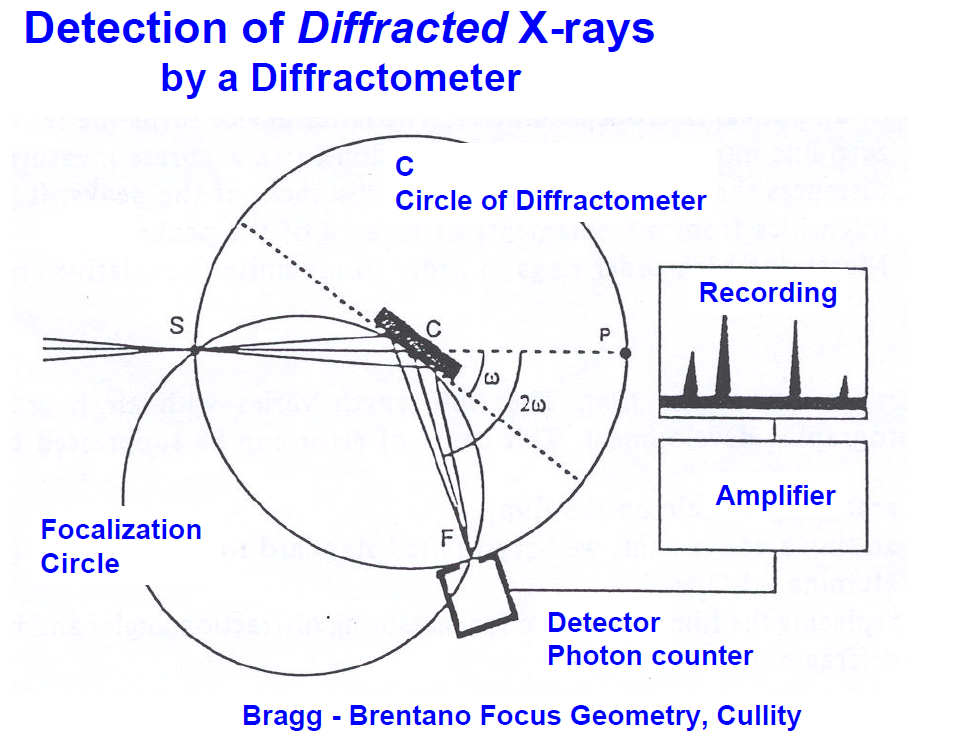 Detection of Diffracted X-rays
by a Diffractometer
C
Circle of Diffractometer
Recording
S
C
P
ω
2ω
Amplifier
Focalization
Circle
F
Detector
Photon counter
Bragg - Brentano Focus Geometry, Cullity